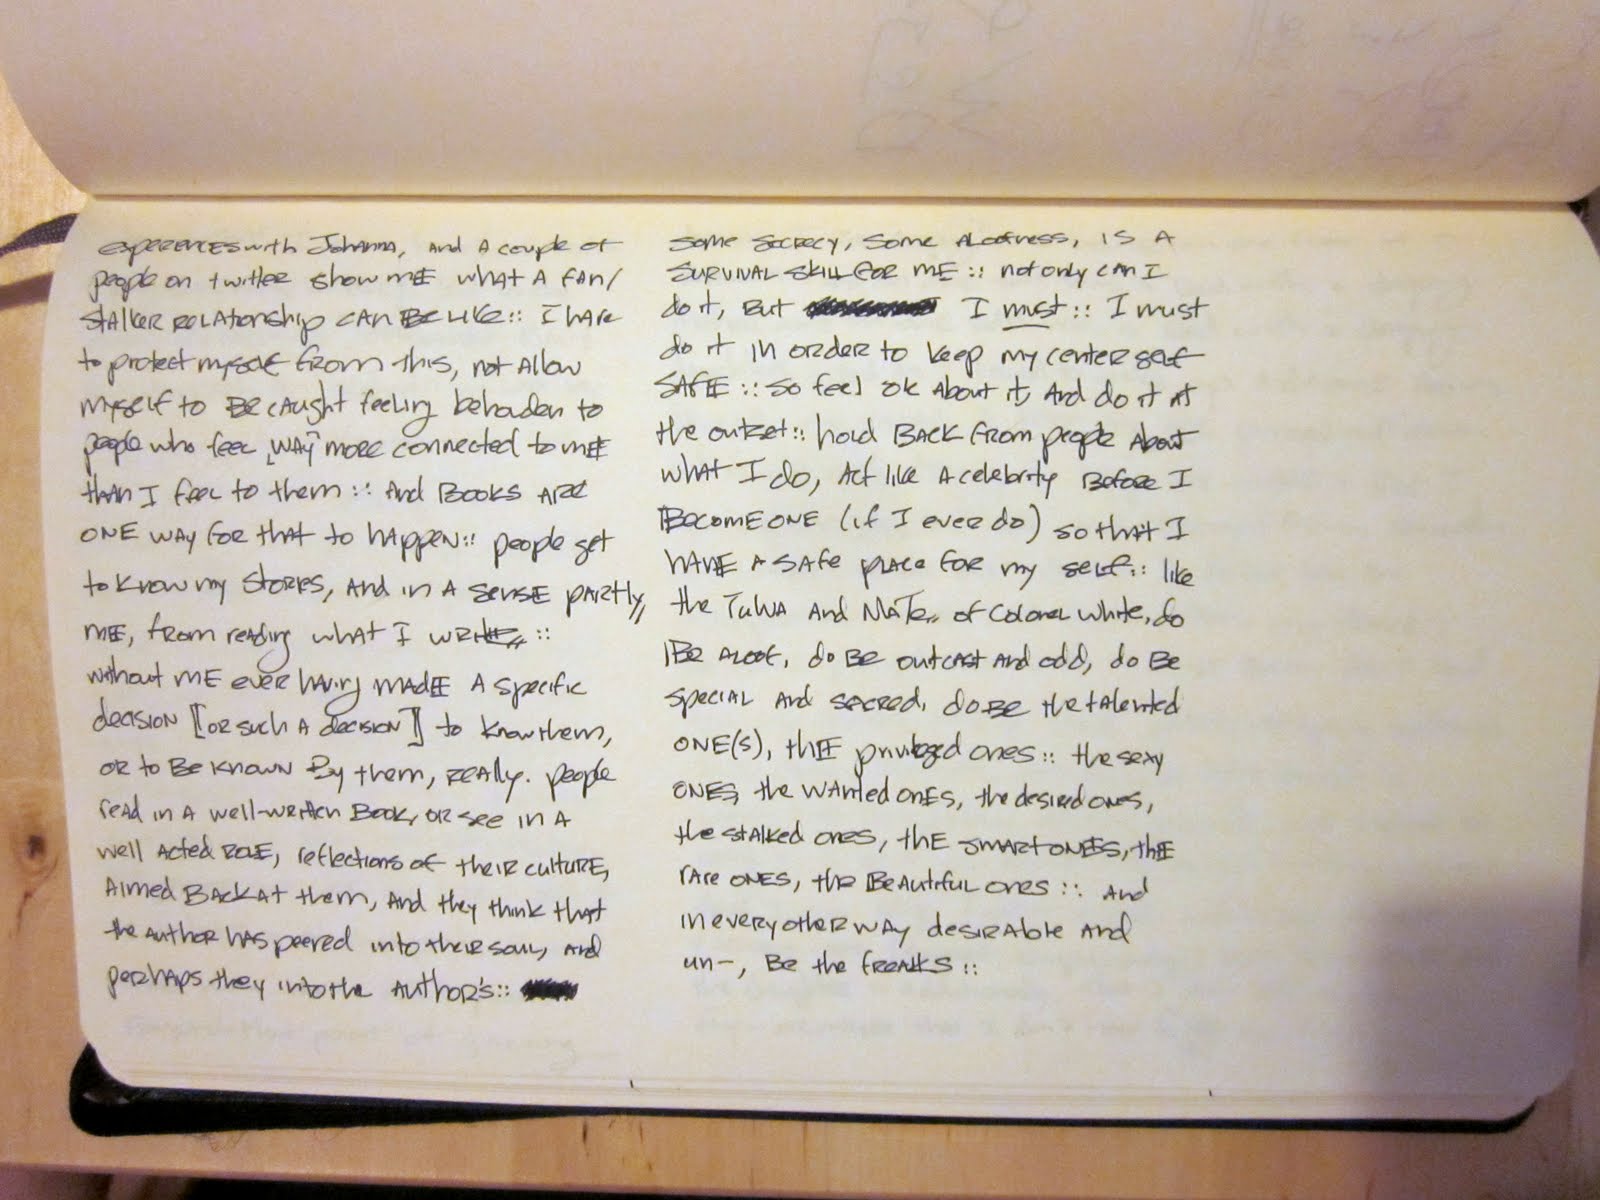 experiences with Johanna, and a couple of
people on twitter show me what a fan/
stalker relationship can be like :: I have
to protect myself from this, not allow
myself to be caught feeling beholden to
people who feel [way] more connected to me
than I feel to them :: And books are
one way for that to happen :: people get
to know my stories, and in a sense partly,
me, from reading what I write ::
without me ever having made a specific
decision [[or such a decision]] to know them,
or to be known by them, really. people
read in a well-written book, or see in a
well acted role, reflections of their culture,
aimed back at them, and they think that
the author has peered into their soul, and
perhaps they into the author's ::
some secrecy, some aloofness, is a
survival skill for me :: not only can I
do it, but I must :: I must
do it in order to keep my center self
safe :: so feel ok about it, and do it at
the outset :: hold back from people about
what I do, act like a celebrity before I
become one (if I ever do) so that I
have a safe place for my self :: like
the and of Colonel White, do
be aloof, do be outcast and odd, do be
special and sacred, do be the talented
one(s), the privileged ones :: the sexy
ones, the wanted ones, the desired ones,
the stalked ones, the smart ones, the
rare ones, the beautiful ones :: and
in every other way desirable and
un-, be the freaks ::